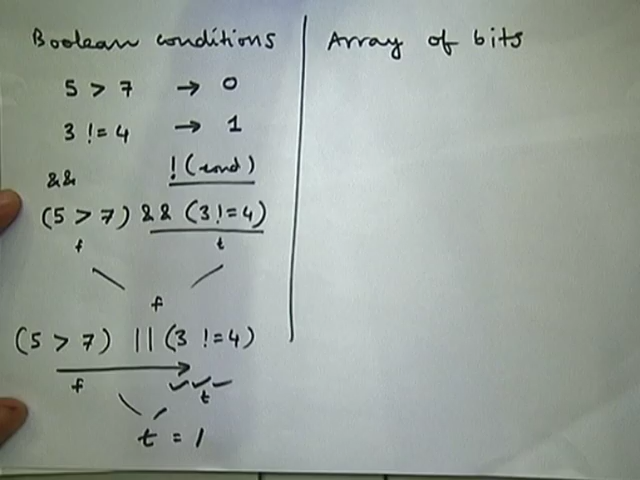 Boolean conditions
5 > 7 → 0
3 != 4 → 1
&& !(cond)
(5 > 7) && (3 != 4)
f t
f
(5 > 7) || (3 != 4)
f t
t = 1
Array of bits